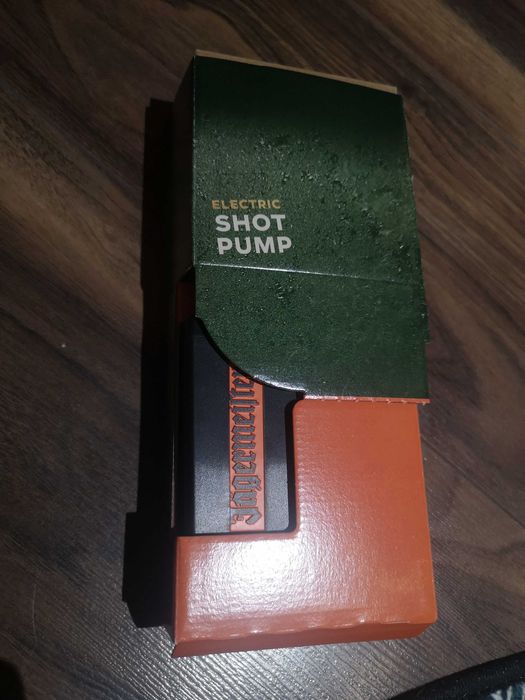 ELECTRIC
SHOT
PUMP
Jägermeister